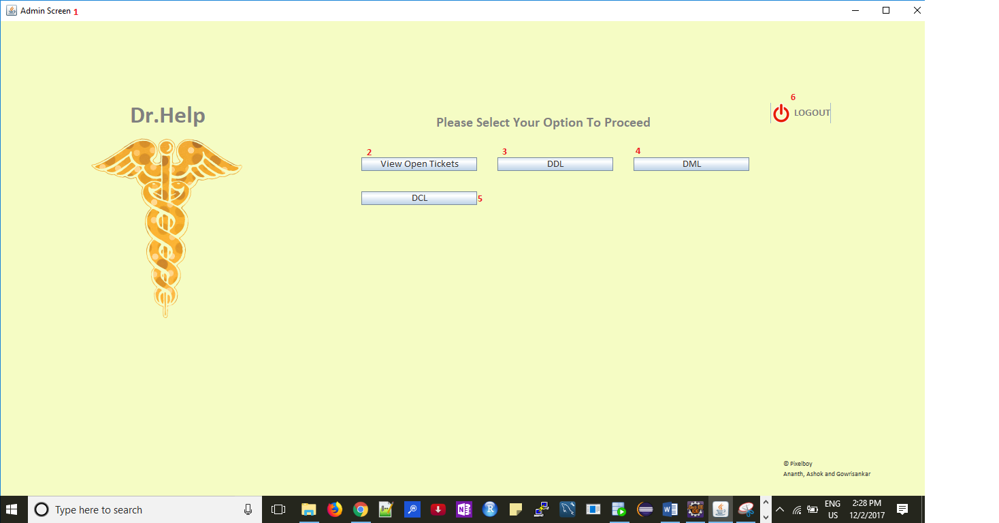 Admin Screen 1
6
LOGOUT
Dr.Help
Please Select Your Option To Proceed
2 3 4
View Open Tickets DDL DML
DCL 5
© Pixelboy
Ananth, Ashok and Gowrisankar
Type here to search
ENG
US
2:28 PM
12/2/2017